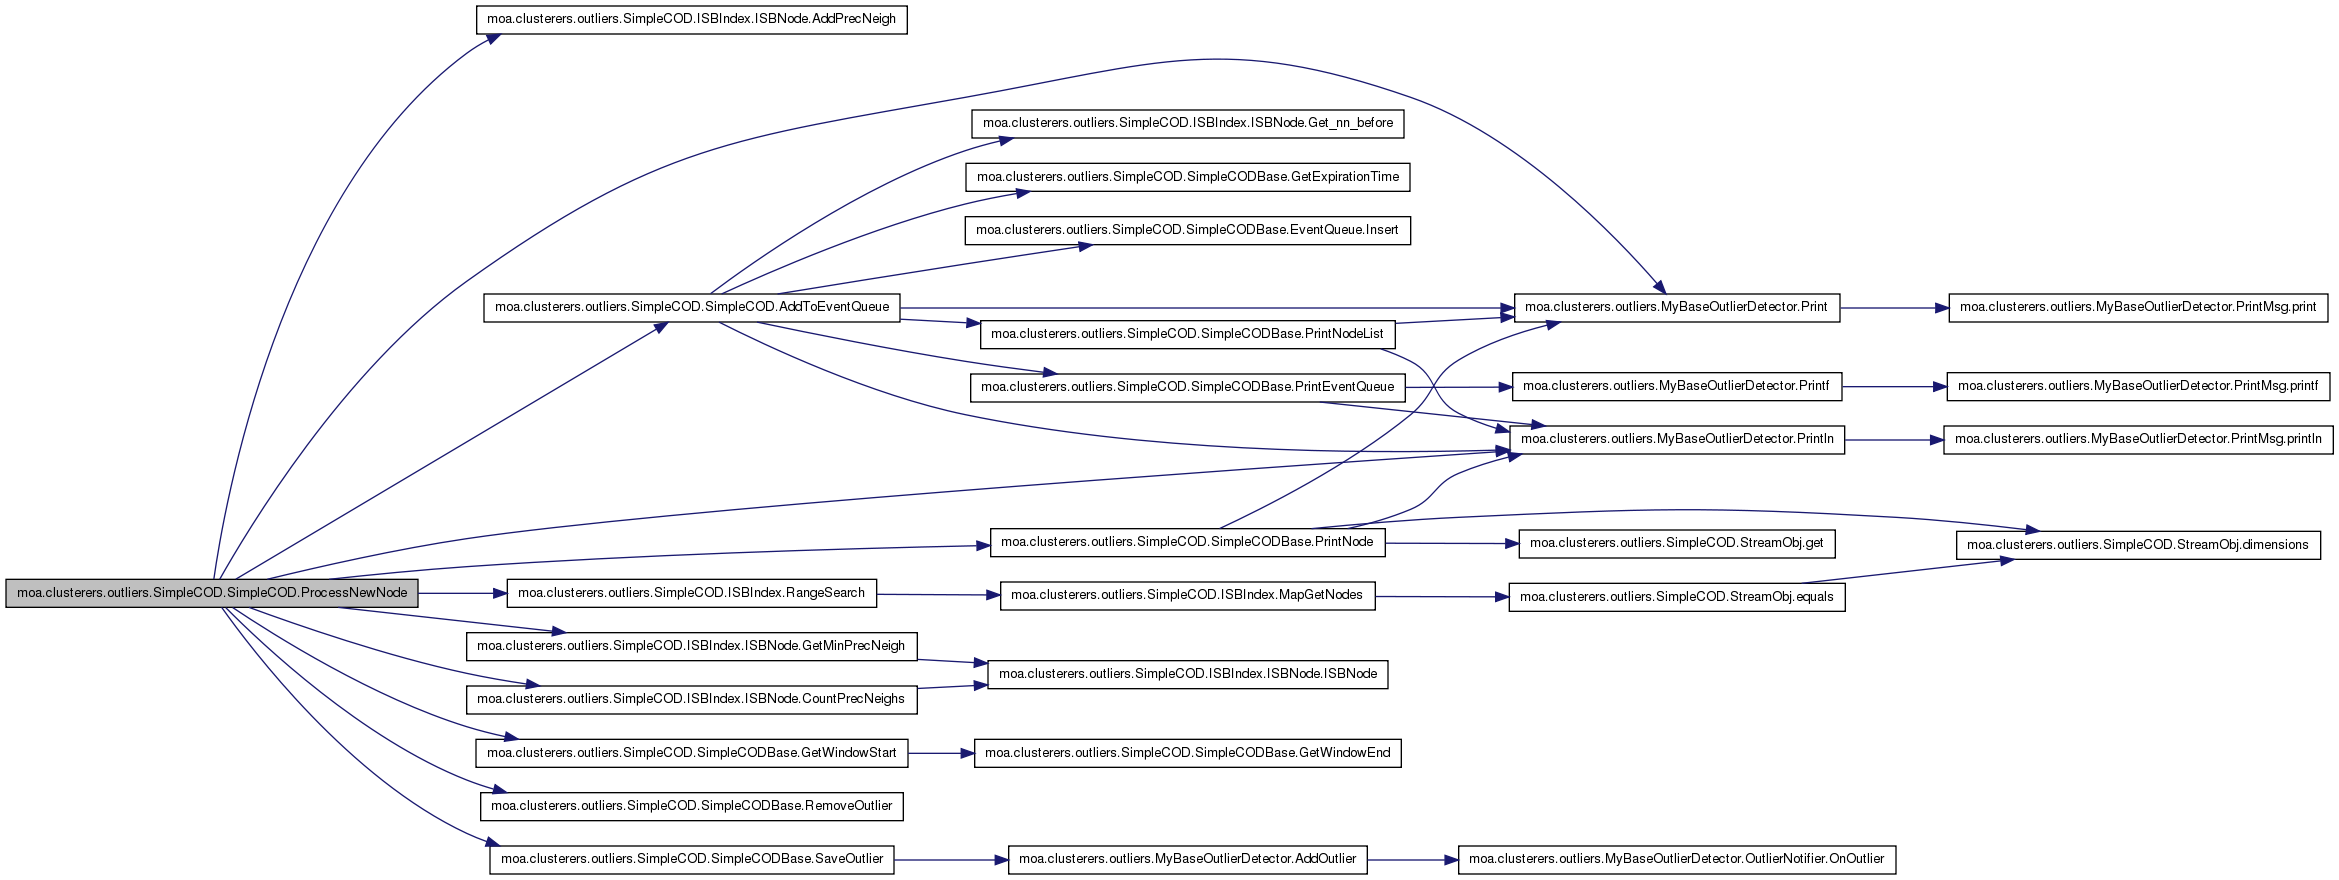 moa.clusterers.outliers.SimpleCOD.ISBIndex.ISBNode.AddPrecNeigh
moa.clusterers.outliers.SimpleCOD.ISBIndex.ISBNode.Get_nn_before
moa.clusterers.outliers.SimpleCOD.SimpleCODBase.GetExpirationTime
moa.clusterers.outliers.SimpleCOD.SimpleCODBase.EventQueue.Insert
moa.clusterers.outliers.SimpleCOD.SimpleCOD.AddToEventQueue
moa.clusterers.outliers.MyBaseOutlierDetector.Print
moa.clusterers.outliers.MyBaseOutlierDetector.PrintMsg.print
moa.clusterers.outliers.SimpleCOD.SimpleCODBase.PrintNodeList
moa.clusterers.outliers.SimpleCOD.SimpleCODBase.PrintEventQueue
moa.clusterers.outliers.MyBaseOutlierDetector.Printf
moa.clusterers.outliers.MyBaseOutlierDetector.PrintMsg.printf
moa.clusterers.outliers.MyBaseOutlierDetector.Println
moa.clusterers.outliers.MyBaseOutlierDetector.PrintMsg.println
moa.clusterers.outliers.SimpleCOD.SimpleCODBase.PrintNode
moa.clusterers.outliers.SimpleCOD.StreamObj.get
moa.clusterers.outliers.SimpleCOD.StreamObj.dimensions
moa.clusterers.outliers.SimpleCOD.SimpleCOD.ProcessNewNode
moa.clusterers.outliers.SimpleCOD.ISBIndex.RangeSearch
moa.clusterers.outliers.SimpleCOD.ISBIndex.MapGetNodes
moa.clusterers.outliers.SimpleCOD.StreamObj.equals
moa.clusterers.outliers.SimpleCOD.ISBIndex.ISBNode.GetMinPrecNeigh
moa.clusterers.outliers.SimpleCOD.ISBIndex.ISBNode.ISBNode
moa.clusterers.outliers.SimpleCOD.ISBIndex.ISBNode.CountPrecNeighs
moa.clusterers.outliers.SimpleCOD.SimpleCODBase.GetWindowStart
moa.clusterers.outliers.SimpleCOD.SimpleCODBase.GetWindowEnd
moa.clusterers.outliers.SimpleCOD.SimpleCODBase.RemoveOutlier
moa.clusterers.outliers.SimpleCOD.SimpleCODBase.SaveOutlier
moa.clusterers.outliers.MyBaseOutlierDetector.AddOutlier
moa.clusterers.outliers.MyBaseOutlierDetector.OutlierNotifier.OnOutlier